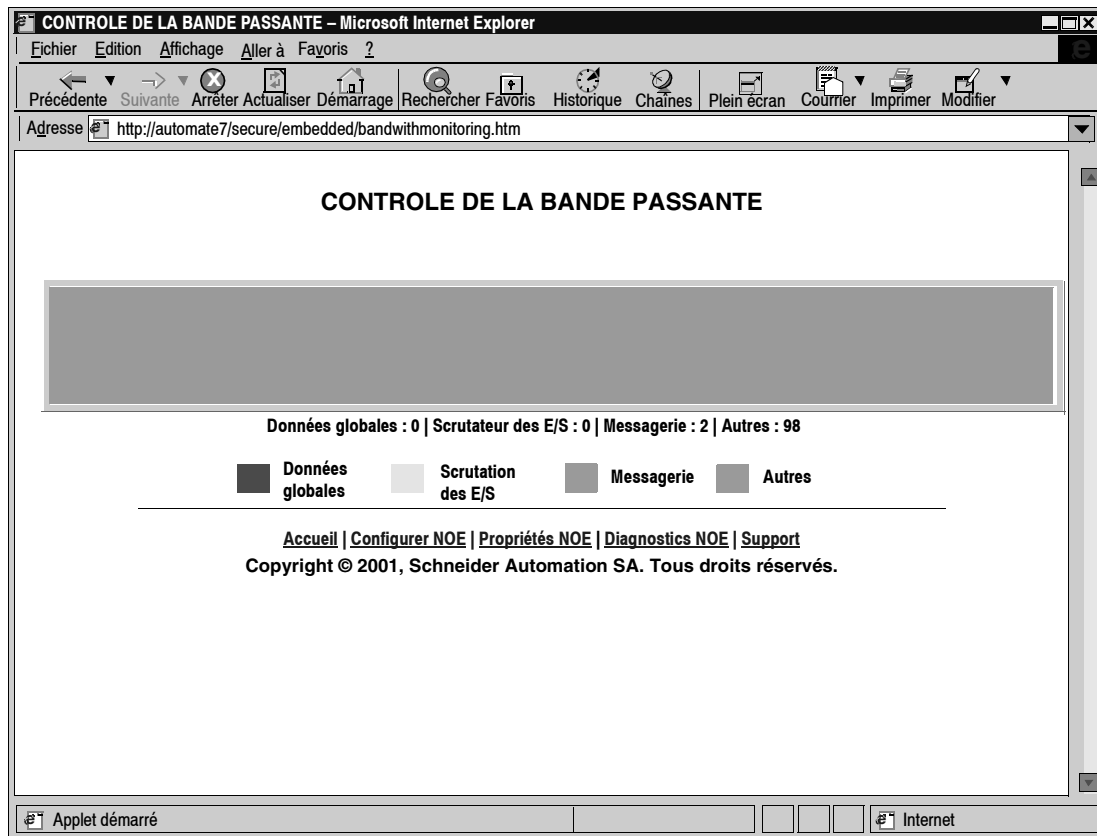 CONTROLE DE LA BANDE PASSANTE – Microsoft Internet Explorer
Fichier Edition Affichage Aller à Favoris ?
Précédente Suivante Arrêter Actualiser Démarrage Rechercher Favoris Historique Chaînes Plein écran Courrier Imprimer Modifier
Adresse http://automate7/secure/embedded/bandwithmonitoring.htm
CONTROLE DE LA BANDE PASSANTE
Données globales : 0 | Scrutateur des E/S : 0 | Messagerie : 2 | Autres : 98
Données globales
Scrutation des E/S
Messagerie
Autres
Accueil | Configurer NOE | Propriétés NOE | Diagnostics NOE | Support
Copyright © 2001, Schneider Automation SA. Tous droits réservés.
Applet démarré
Internet